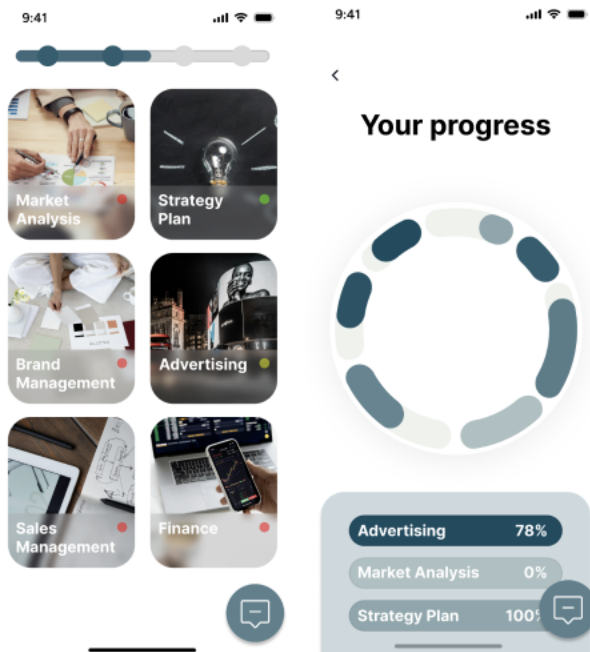 9:41
Market
Analysis
Strategy
Plan
Brand
Management
Advertising
Sales
Management
Finance
9:41
Your progress
Advertising 78%
Market Analysis 0%
Strategy Plan 100%